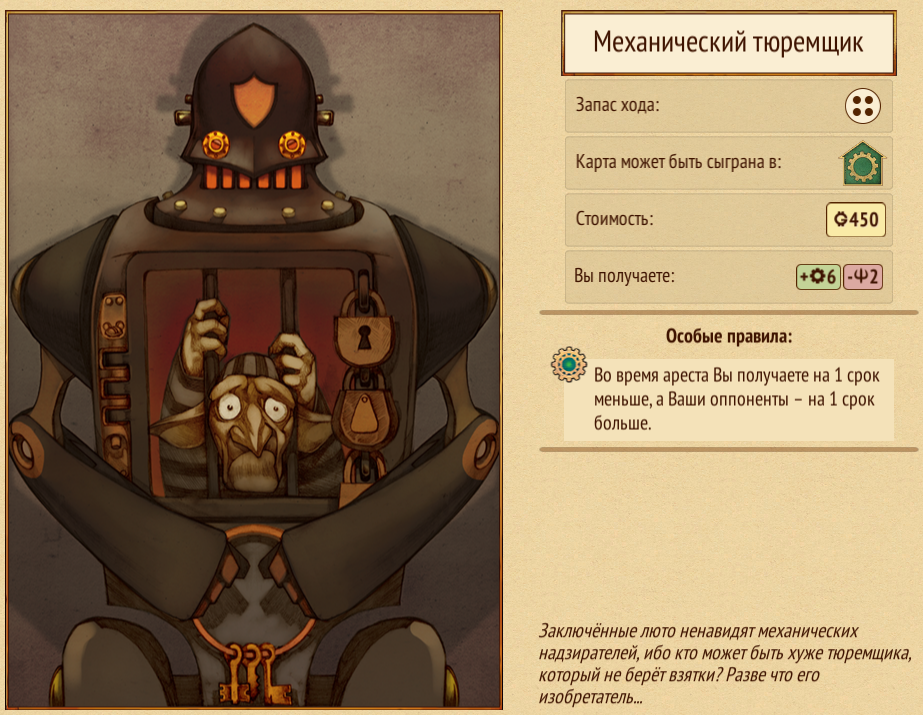 Механический тюремщик
Запас хода:
Карта может быть сыграна в:
Стоимость:
450
Вы получаете:
+6
-2
Особые правила:
Во время ареста Вы получаете на 1 срок
меньше, а Ваши оппоненты – на 1 срок
больше.
Заключённые люто ненавидят механических
надзирателей, ибо кто может быть хуже тюремщика,
который не берёт взятки? Разве что его
изобретатель...